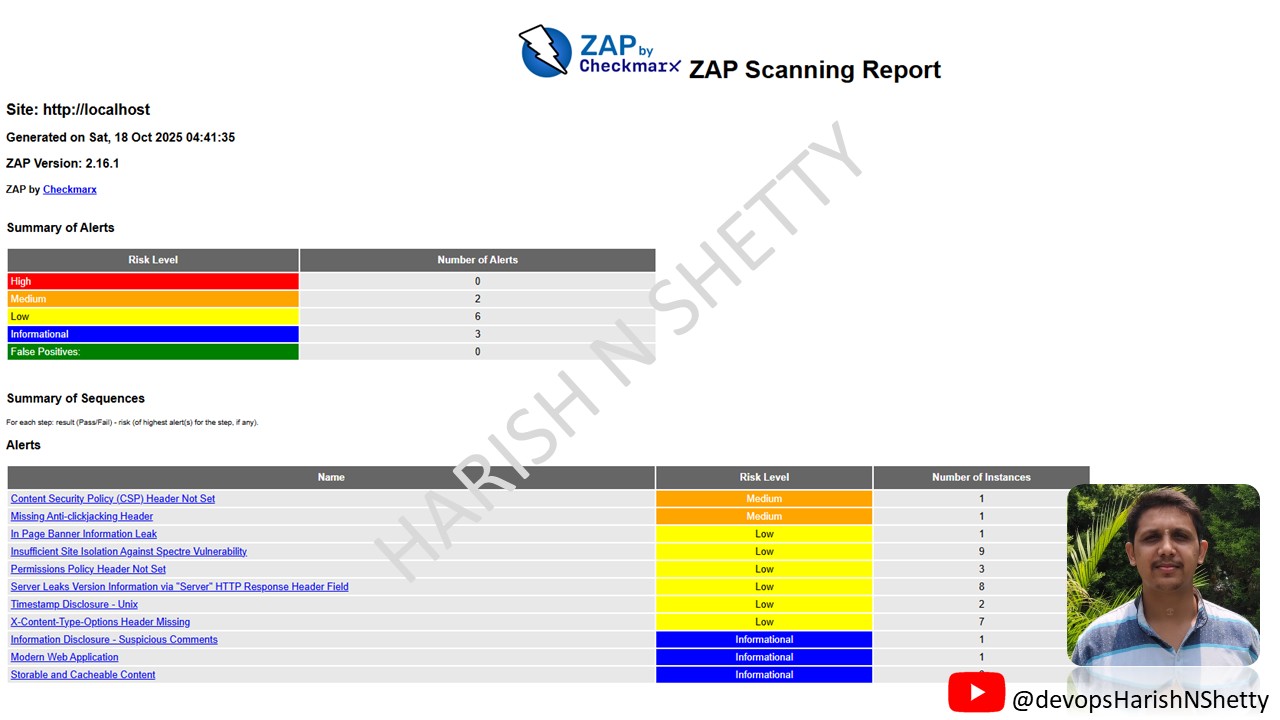 ZAP by
Checkmarx ZAP Scanning Report
Site: http://localhost
Generated on Sat, 18 Oct 2025 04:41:35
ZAP Version: 2.16.1
ZAP by Checkmarx
Summary of Alerts
Risk Level Number of Alerts
High 0
Medium 2
Low 6
Informational 3
False Positives: 0
Summary of Sequences
For each step: result (Pass/Fail) - risk (of highest alert(s) for the step, if any).
Alerts
Name Risk Level Number of Instances
Content Security Policy (CSP) Header Not Set Medium 1
Missing Anti-clickjacking Header Medium 1
In Page Banner Information Leak Low 1
Insufficient Site Isolation Against Spectre Vulnerability Low 9
Permissions Policy Header Not Set Low 3
Server Leaks Version Information via "Server" HTTP Response Header Field Low 8
Timestamp Disclosure - Unix Low 2
X-Content-Type-Options Header Missing Low 7
Information Disclosure - Suspicious Comments Informational 1
Modern Web Application Informational 1
Storable and Cacheable Content Informational
HARISH N SHETTY
@devopsHarishNShetty